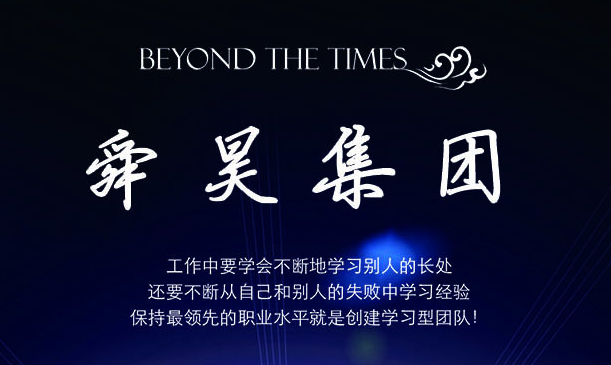 BEYOND THE TIMES
舜昊集团
工作中要学会不断地学习别人的长处
还要不断从自己和别人的失败中学习经验
保持最领先的职业水平就是创建学习型团队！